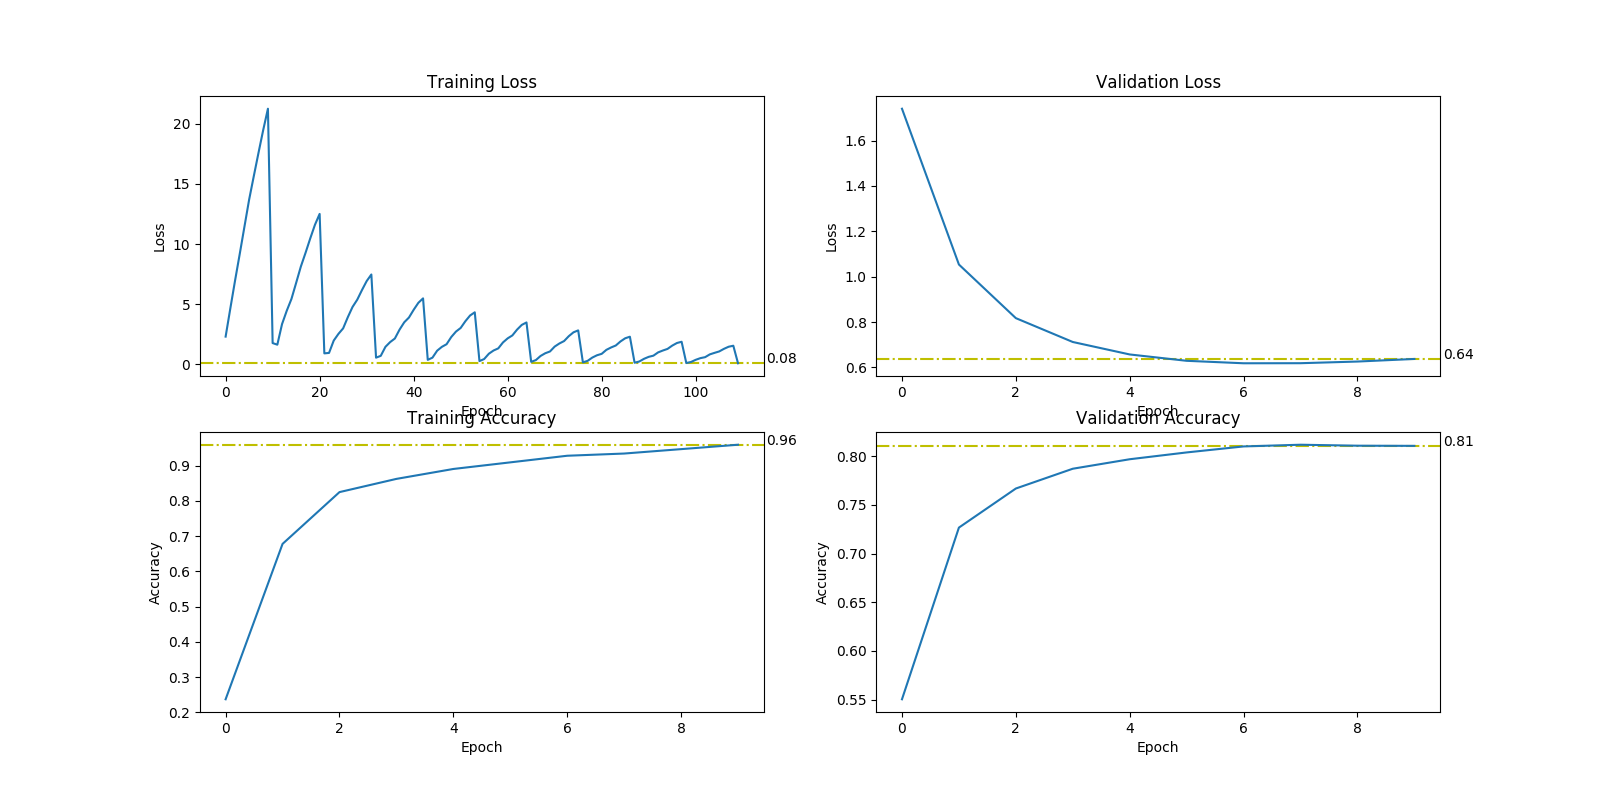 Training Loss
Loss
20
15
10
5
0
0.08
0 20 40 60 80 100
Epoch
Validation Loss
Loss
1.6
1.4
1.2
1.0
0.8
0.6
0.64
0 2 4 6 8
Epoch
Training Accuracy
Accuracy
0.96
0.9
0.8
0.7
0.6
0.5
0.4
0.3
0.2
0 2 4 6 8
Epoch
Validation Accuracy
Accuracy
0.81
0.80
0.75
0.70
0.65
0.60
0.55
0 2 4 6 8
Epoch